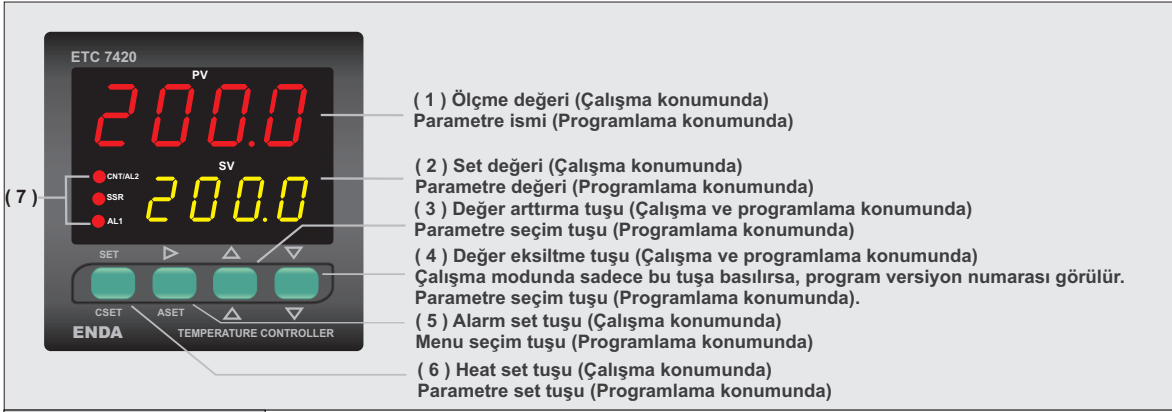 ETC 7420
PV
200.0
SV
CNT/AL2
SSR
AL1
200.0
( 7 )
SET
CSET
ASET
ENDA
TEMPERATURE CONTROLLER
( 1 ) Ölçme değeri (Çalışma konumunda)
Parametre ismi (Programlama konumunda)
( 2 ) Set değeri (Çalışma konumunda)
Parametre değeri (Programlama konumunda)
( 3 ) Değer arttırma tuşu (Çalışma ve programlama konumunda)
Parametre seçim tuşu (Programlama konumunda)
( 4 ) Değer eksiltme tuşu (Çalışma ve programlama konumunda)
Çalışma modunda sadece bu tuşa basılırsa, program versiyon numarası görülür.
Parametre seçim tuşu (Programlama konumunda).
( 5 ) Alarm set tuşu (Çalışma konumunda)
Menu seçim tuşu (Programlama konumunda)
( 6 ) Heat set tuşu (Çalışma konumunda)
Parametre set tuşu (Programlama konumunda)